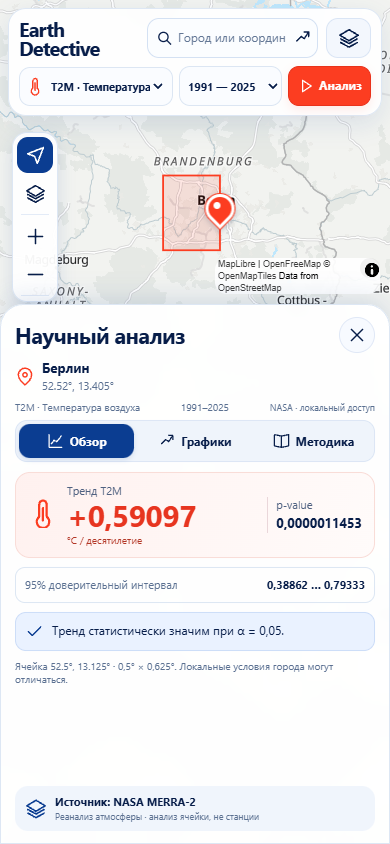 Earth
Detective
Город или координ
T2M · Температура
1991 — 2025
Анализ
BRANDENBURG
MapLibre | OpenFreeMap ©
OpenMapTiles Data from
OpenStreetMap
Cottbus -
Научный анализ
Берлин
52.52°, 13.405°
T2M · Температура воздуха
1991–2025
NASA · локальный доступ
Обзор
Графики
Методика
Тренд T2M
+0,59097
°C / десятилетие
p-value
0,0000011453
95% доверительный интервал
0,38862 … 0,79333
Тренд статистически значим при α = 0,05.
Ячейка 52.5°, 13.125° · 0,5° × 0,625°. Локальные условия города могут
отличаться.
Источник: NASA MERRA-2
Реанализ атмосферы · анализ ячейки, не станции